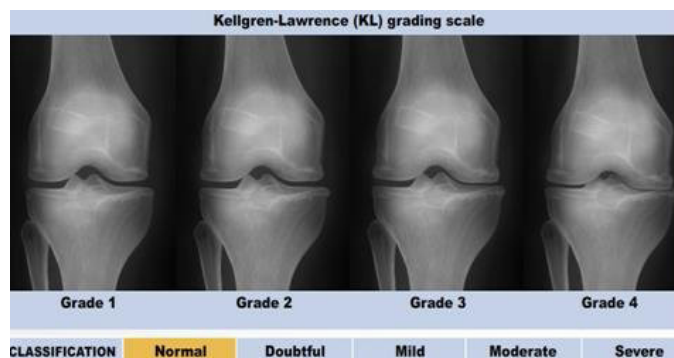 Kellgren-Lawrence (KL) grading scale
Grade 1 Grade 2 Grade 3 Grade 4
CLASSIFICATION Normal Doubtful Mild Moderate Severe